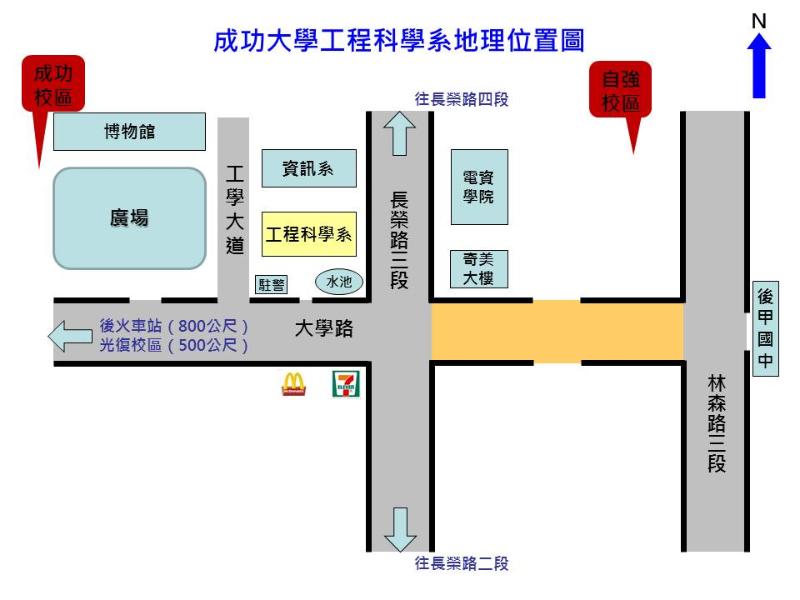 成功大學工程科學系地理位置圖
N
成功
校區
自強
校區
往長榮路四段
博物館
工學大道
資訊系
長榮路三段
電資
學院
廣場
工程科學系
奇美
大樓
駐警
水池
後甲國中
後火車站（800公尺）
大學路
光復校區（500公尺）
林森路三段
McDonald's
7
ELEVEn
往長榮路二段